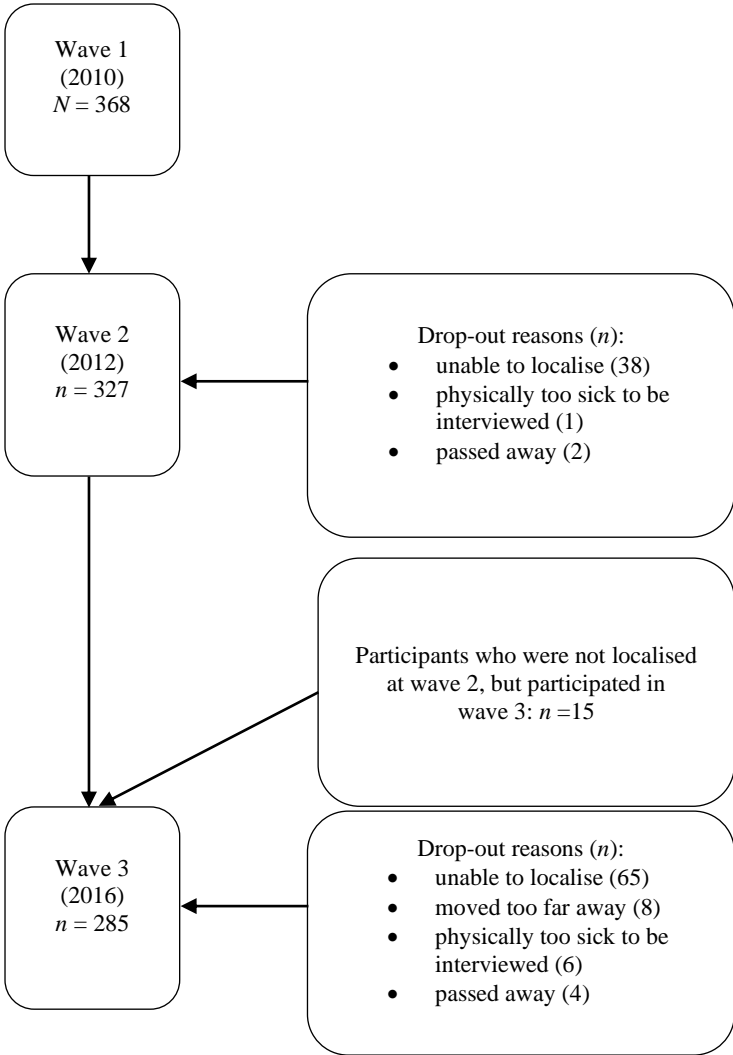 Wave 1
(2010)
N = 368
Wave 2
(2012)
n = 327
Drop-out reasons (n):
• unable to localise (38)
• physically too sick to be
interviewed (1)
• passed away (2)
Participants who were not localised
at wave 2, but participated in
wave 3: n =15
Wave 3
(2016)
n = 285
Drop-out reasons (n):
• unable to localise (65)
• moved too far away (8)
• physically too sick to be
interviewed (6)
• passed away (4)